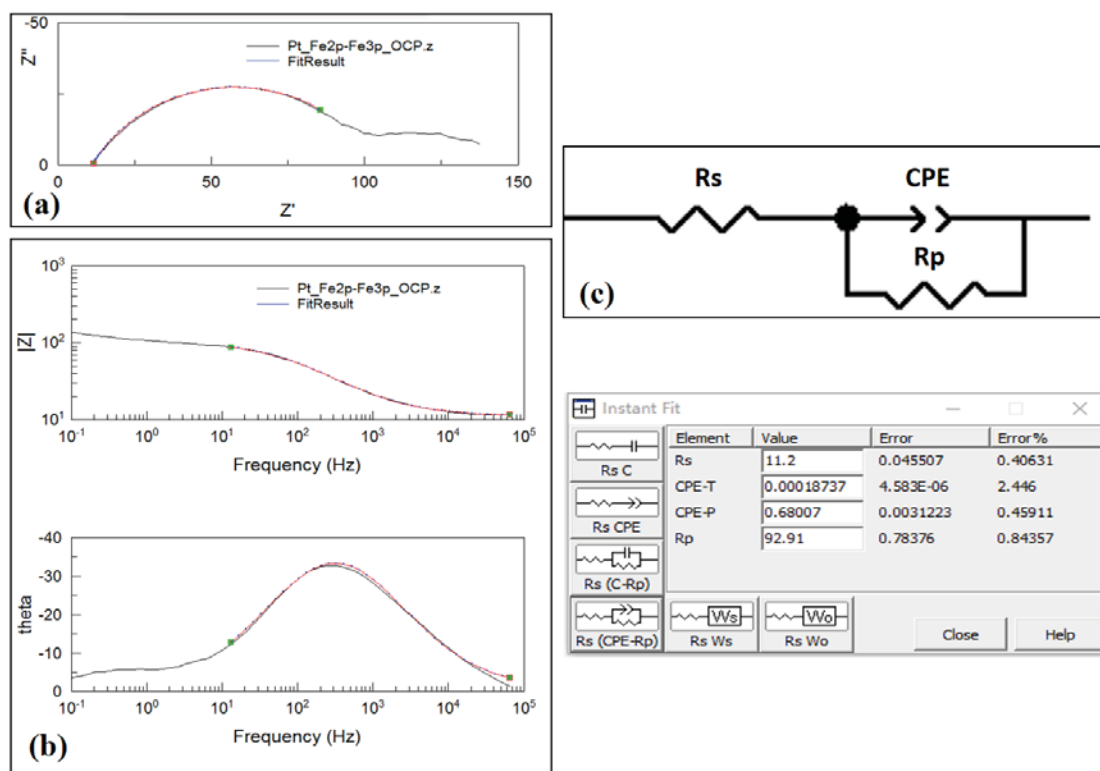 -50
Z"
0
Pt_Fe2p-Fe3p_OCP.z
FitResult
0 50 100 150
Z'
(a)
10³
|Z|
10²
10¹
Pt_Fe2p-Fe3p_OCP.z
FitResult
10⁻¹ 10⁰ 10¹ 10² 10³ 10⁴ 10⁵
Frequency (Hz)
-40
-30
theta
-20
-10
0
10⁻¹ 10⁰ 10¹ 10² 10³ 10⁴ 10⁵
Frequency (Hz)
(b)
Rs CPE
Rp
(c)
Instant Fit
Rs C
Rs CPE
Rs (C-Rp)
Rs (CPE-Rp) Rs Ws Rs Wo
Ws Wo
Element Value Error Error%
Rs 11.2 0.045507 0.40631
CPE-T 0.00018737 4.583E-06 2.446
CPE-P 0.68007 0.0031223 0.45911
Rp 92.91 0.78376 0.84357
Close Help